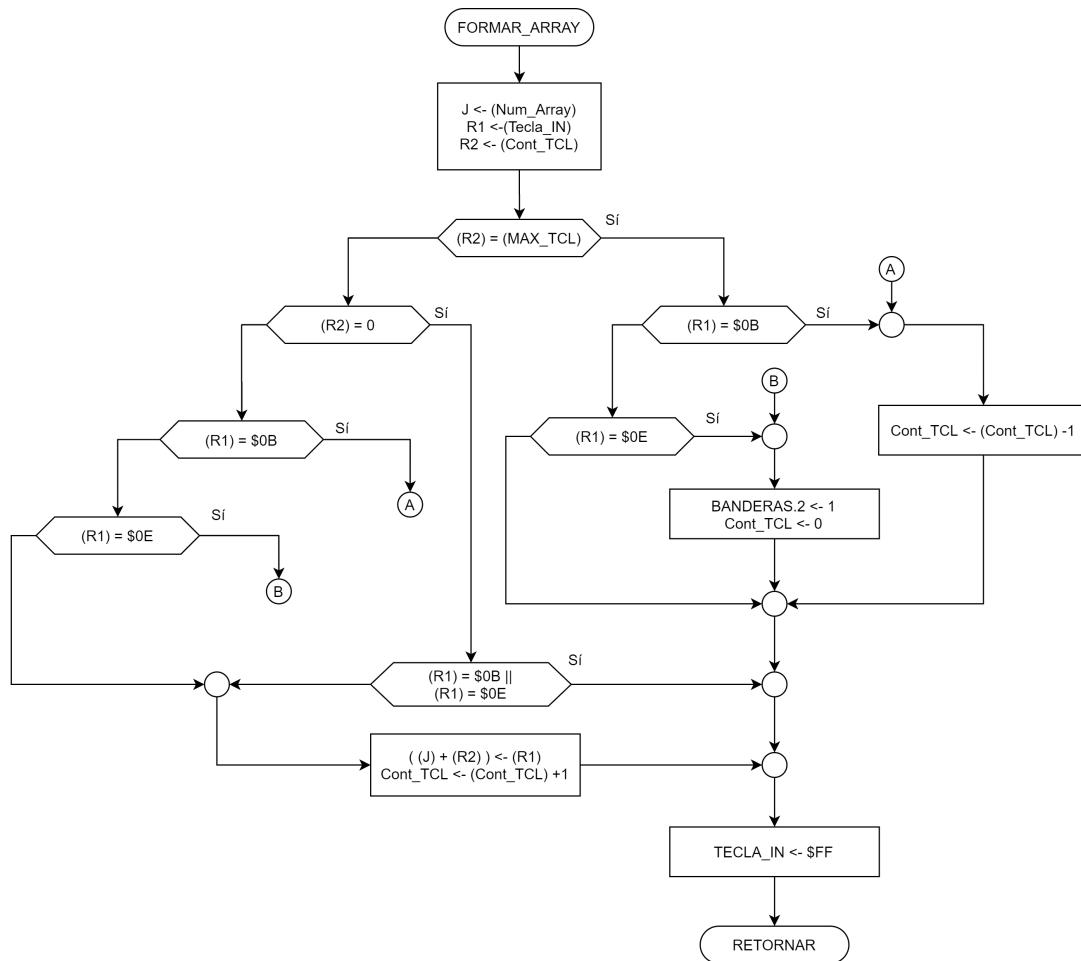 FORMAR_ARRAY
J <- (Num_Array)
R1 <-(Tecla_IN)
R2 <- (Cont_TCL)
(R2) = (MAX_TCL)
Sí
(R2) = 0
Sí
(R1) = $0B
Sí
A
(R1) = $0B
Sí
A
(R1) = $0E
Sí
B
(R1) = $0E
Sí
B
Cont_TCL <- (Cont_TCL) -1
BANDERAS.2 <- 1
Cont_TCL <- 0
(R1) = $0B ||
(R1) = $0E
Sí
( (J) + (R2) ) <- (R1)
Cont_TCL <- (Cont_TCL) +1
TECLA_IN <- $FF
RETORNAR